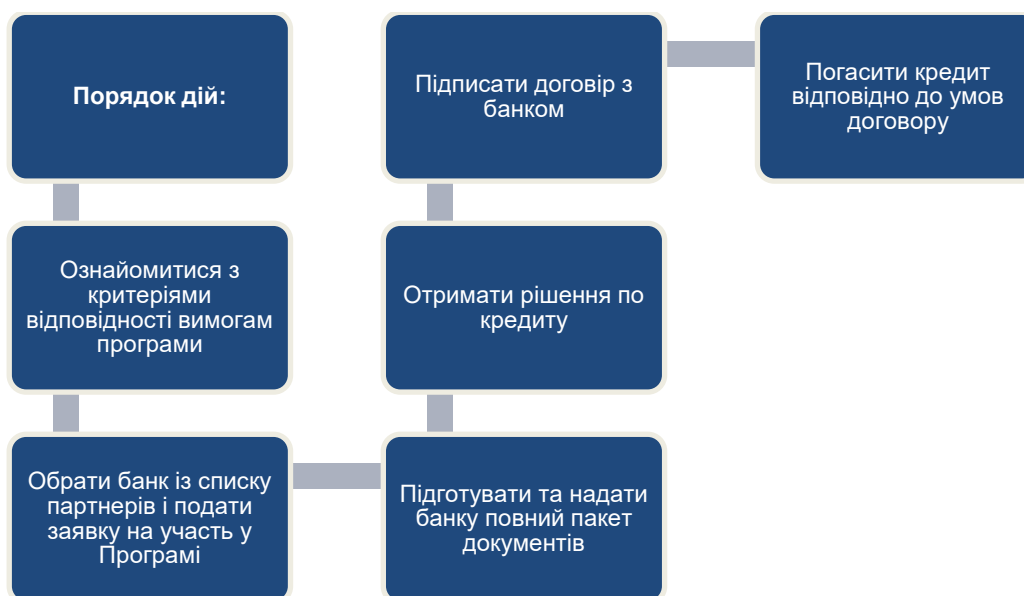 Порядок дій:
Ознайомитися з
критеріями
відповідності вимогам
програми
Обрати банк із списку
партнерів і подати
заявку на участь у
Програмі
Підготувати та надати
банку повний пакет
документів
Отримати рішення по
кредиту
Підписати договір з
банком
Погасити кредит
відповідно до умов
договору